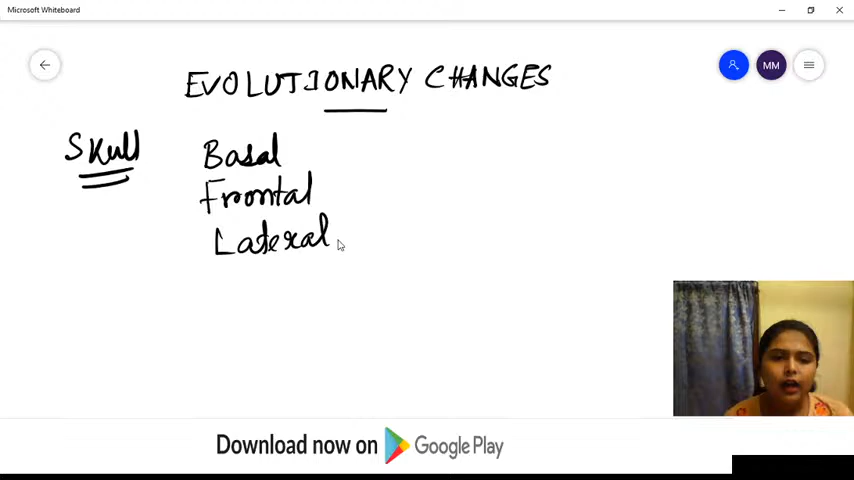 Microsoft Whiteboard
EVOLUTIONARY CHANGES
MM
Skull
Basal
Frontal
Lateral
Download now on Google Play